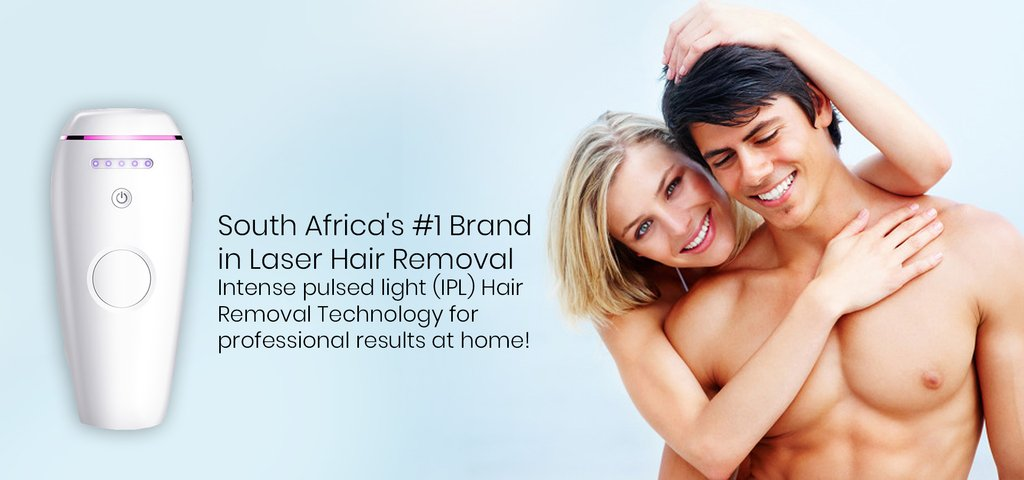 South Africa's #1 Brand
in Laser Hair Removal
Intense pulsed light (IPL) Hair
Removal Technology for
professional results at home!